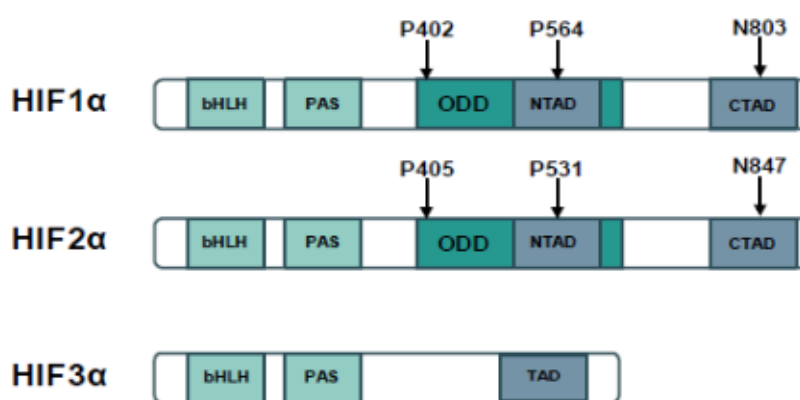 P402 P564 N803
HIF1α bHLH PAS ODD NTAD CTAD
P405 P531 N847
HIF2α bHLH PAS ODD NTAD CTAD
HIF3α bHLH PAS TAD